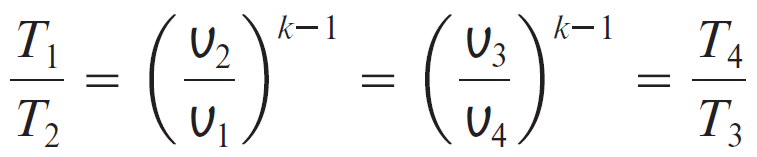 T₁/T₂ = (υ₂/υ₁)^(k−1) = (υ₃/υ₄)^(k−1) = T₄/T₃